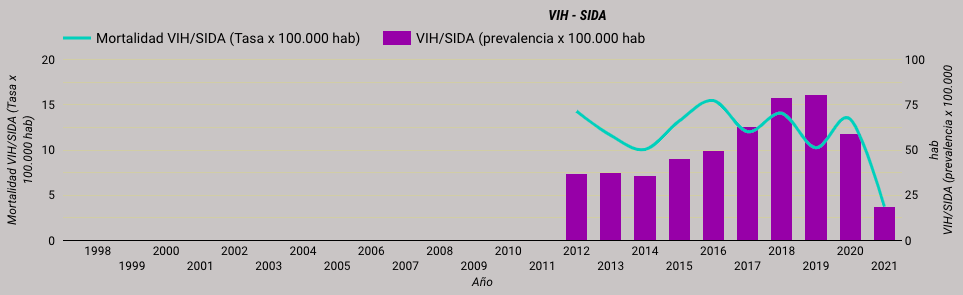 VIH - SIDA
Mortalidad VIH/SIDA (Tasa x 100.000 hab)
VIH/SIDA (prevalencia x 100.000 hab
20
15
10
5
0
Mortalidad VIH/SIDA (Tasa x
100.000 hab)
100
75
50
25
0
hab
VIH/SIDA (prevalencia x 100.000
1998 2000 2002 2004 2006 2008 2010 2012 2014 2016 2018 2020
1999 2001 2003 2005 2007 2009 2011 2013 2015 2017 2019 2021
Año